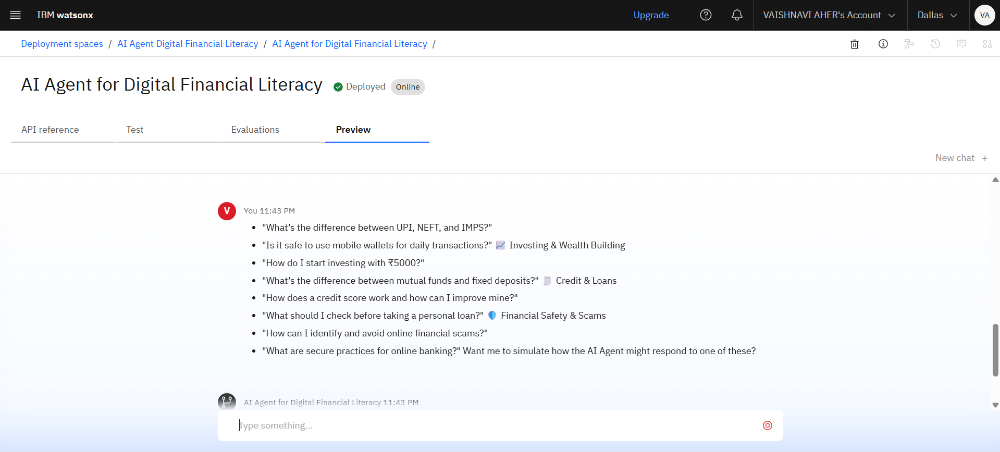 IBM watsonx
Upgrade
VAISHNAVI AHER's Account
Dallas
VA
Deployment spaces / AI Agent Digital Financial Literacy / AI Agent for Digital Financial Literacy /
AI Agent for Digital Financial Literacy
Deployed
Online
API reference
Test
Evaluations
Preview
New chat +
V
You 11:43 PM
• "What’s the difference between UPI, NEFT, and IMPS?"
• "Is it safe to use mobile wallets for daily transactions?" 📈 Investing & Wealth Building
• "How do I start investing with ₹5000?"
• "What’s the difference between mutual funds and fixed deposits?" 🧾 Credit & Loans
• "How does a credit score work and how can I improve mine?"
• "What should I check before taking a personal loan?" 🛡️ Financial Safety & Scams
• "How can I identify and avoid online financial scams?"
• "What are secure practices for online banking?" Want me to simulate how the AI Agent might respond to one of these?
AI Agent for Digital Financial Literacy 11:43 PM
Type something...